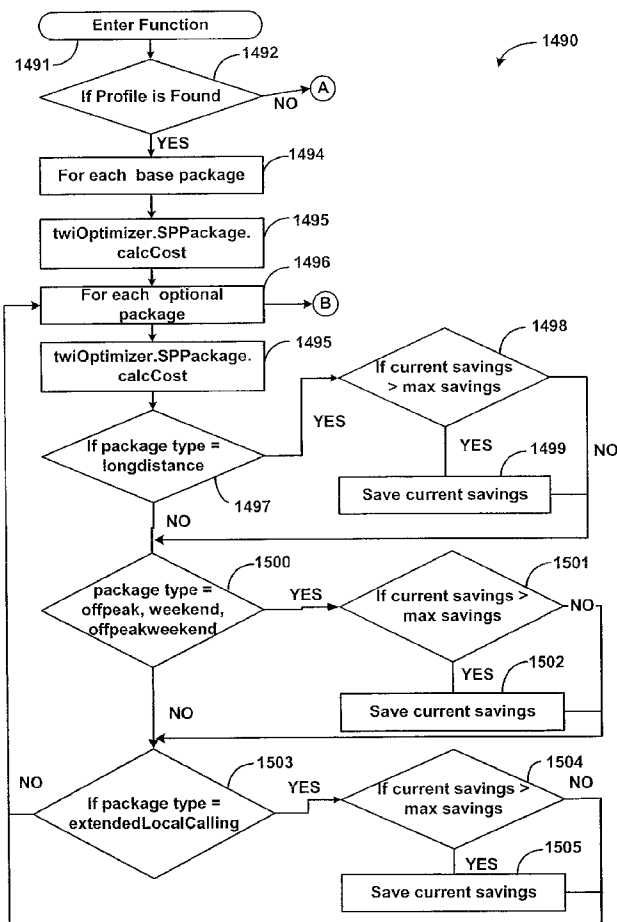 Enter Function
1490
1491
1492
If Profile is Found
NO
A
YES
1494
For each base package
1495
twiOptimizer.SPPackage.
calcCost
1496
For each optional
package
B
1495
twiOptimizer.SPPackage.
calcCost
1498
If current savings
> max savings
YES
If package type =
longdistance
1497
YES
NO
1499
Save current savings
NO
1500
package type =
offpeak, weekend,
offpeakweekend
YES
1501
If current savings >
max savings
NO
YES
1502
Save current savings
NO
1503
If package type =
extendedLocalCalling
NO
YES
1504
If current savings >
max savings
NO
YES
1505
Save current savings